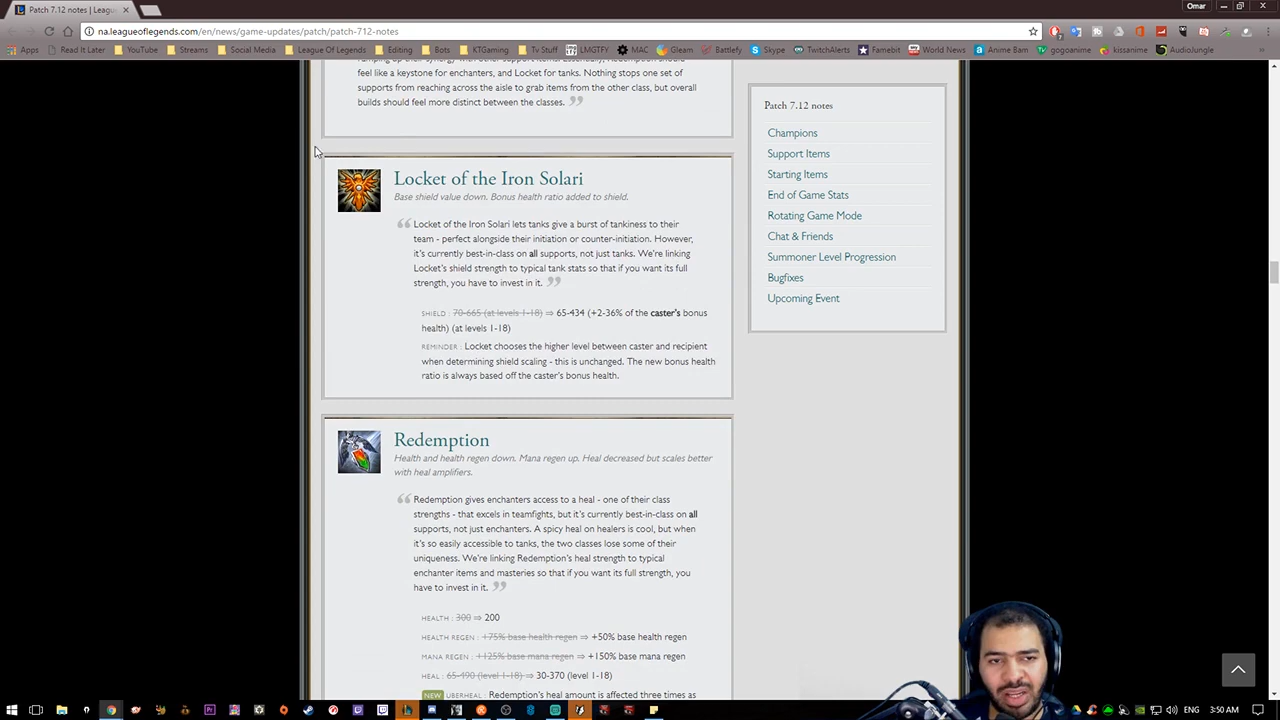 Patch 7.12 notes | Leagu
Omar
na.leagueoflegends.com/en/news/game-updates/patch/patch-712-notes
Apps Read It Later YouTube Streams Social Media League Of Legends Editing Bots KTGaming Tv Stuff LMGTFY MAC Gleam Battlefy Skype TwitchAlerts Famebit World News Anime Bam gogoanime kissanime AudioJungle
feel like a keystone for enchanters, and Locket for tanks. Nothing stops one set of
supports from reaching across the aisle to grab items from the other class, but overall
builds should feel more distinct between the classes. ”
Locket of the Iron Solari
Base shield value down. Bonus health ratio added to shield.
“ Locket of the Iron Solari lets tanks give a burst of tankiness to their
team - perfect alongside their initiation or counter-initiation. However,
it's currently best-in-class on all supports, not just tanks. We're linking
Locket's shield strength to typical tank stats so that if you want its full
strength, you have to invest in it. ”
SHIELD : 70-665 (at levels 1-18) ⇒ 65-434 (+2-36% of the caster's bonus
health) (at levels 1-18)
REMINDER : Locket chooses the higher level between caster and recipient
when determining shield scaling - this is unchanged. The new bonus health
ratio is always based off the caster's bonus health.
Redemption
Health and health regen down. Mana regen up. Heal decreased but scales better
with heal amplifiers.
“ Redemption gives enchanters access to a heal - one of their class
strengths - that excels in teamfights, but it's currently best-in-class on all
supports, not just enchanters. A spicy heal on healers is cool, but when
it's so easily accessible to tanks, the two classes lose some of their
uniqueness. We're linking Redemption's heal strength to typical
enchanter items and masteries so that if you want its full strength, you
have to invest in it. ”
HEALTH : 300 ⇒ 200
HEALTH REGEN : +75% base health regen ⇒ +50% base health regen
MANA REGEN : +125% base mana regen ⇒ +150% base mana regen
HEAL : 65-490 (level 1-18) ⇒ 30-370 (level 1-18)
NEW UBERHEAL : Redemption's heal amount is affected three times as
Patch 7.12 notes
Champions
Support Items
Starting Items
End of Game Stats
Rotating Game Mode
Chat & Friends
Summoner Level Progression
Bugfixes
Upcoming Event
ENG 3:50 AM